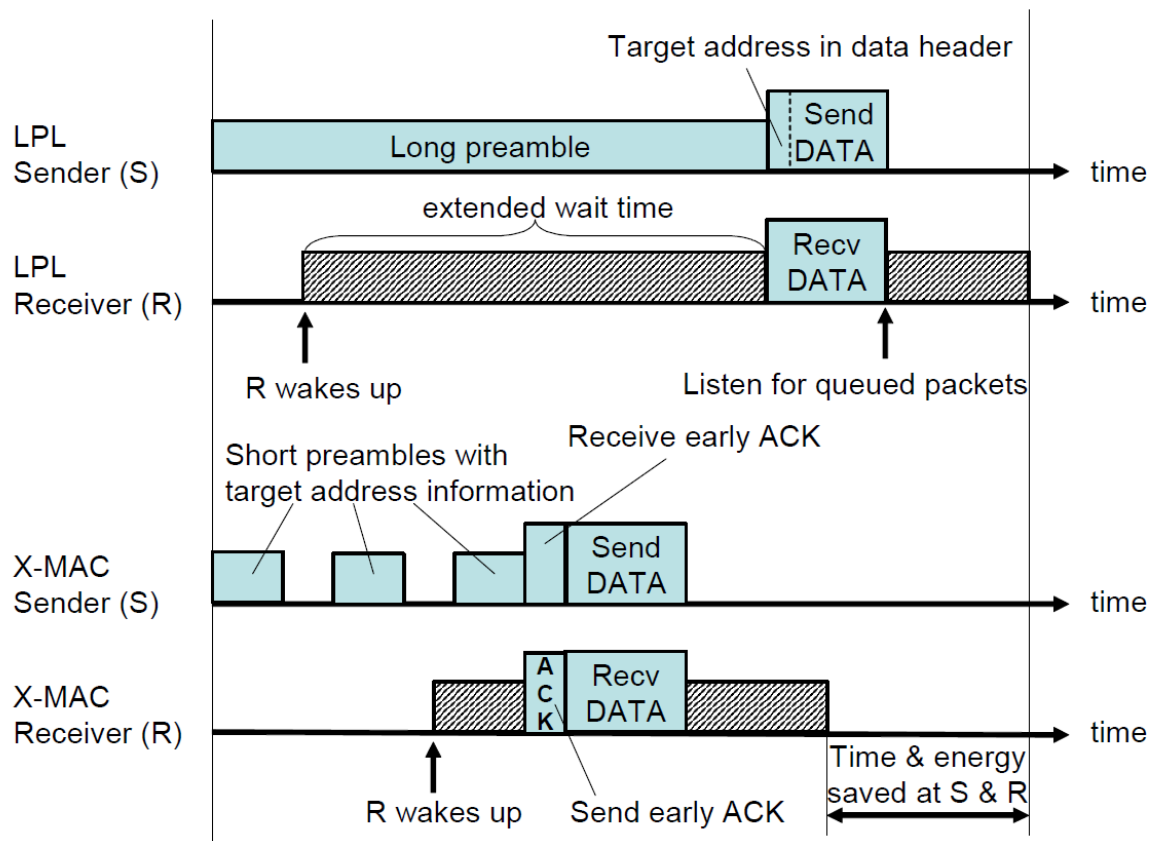 Target address in data header
LPL
Sender (S)
Long preamble
Send
DATA
time
extended wait time
LPL
Receiver (R)
Recv
DATA
time
R wakes up
Listen for queued packets
Receive early ACK
Short preambles with
target address information
X-MAC
Sender (S)
Send
DATA
time
X-MAC
Receiver (R)
A
C
K
Recv
DATA
time
R wakes up
Send early ACK
Time & energy
saved at S & R